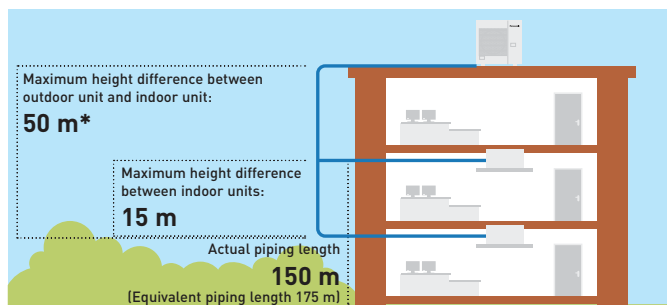 Maximum height difference between
outdoor unit and indoor unit:
50 m*
Maximum height difference
between indoor units:
15 m
Actual piping length
150 m
(Equivalent piping length 175 m)